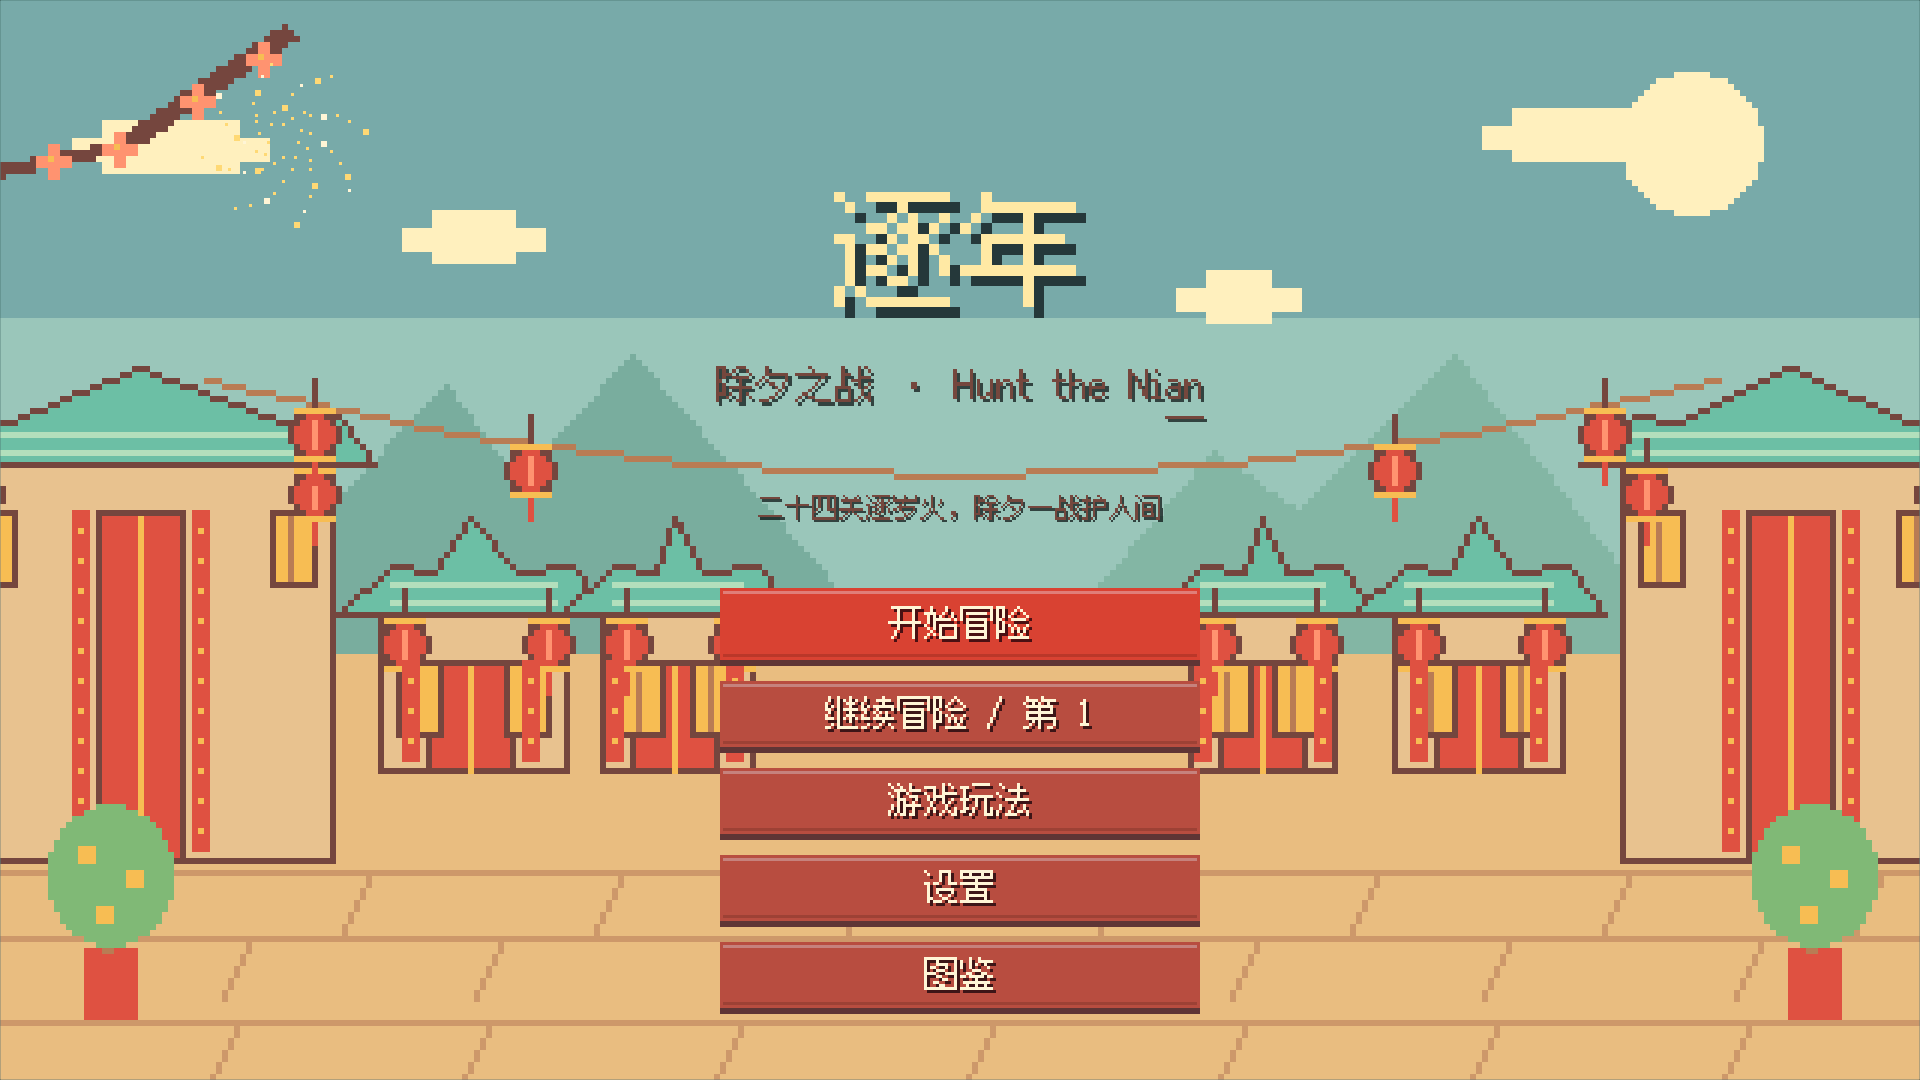 逐年
除夕之战 · Hunt the Nian
二十四关逐岁火，除夕一战护人间
开始冒险
继续冒险 / 第 1
游戏玩法
设置
图鉴